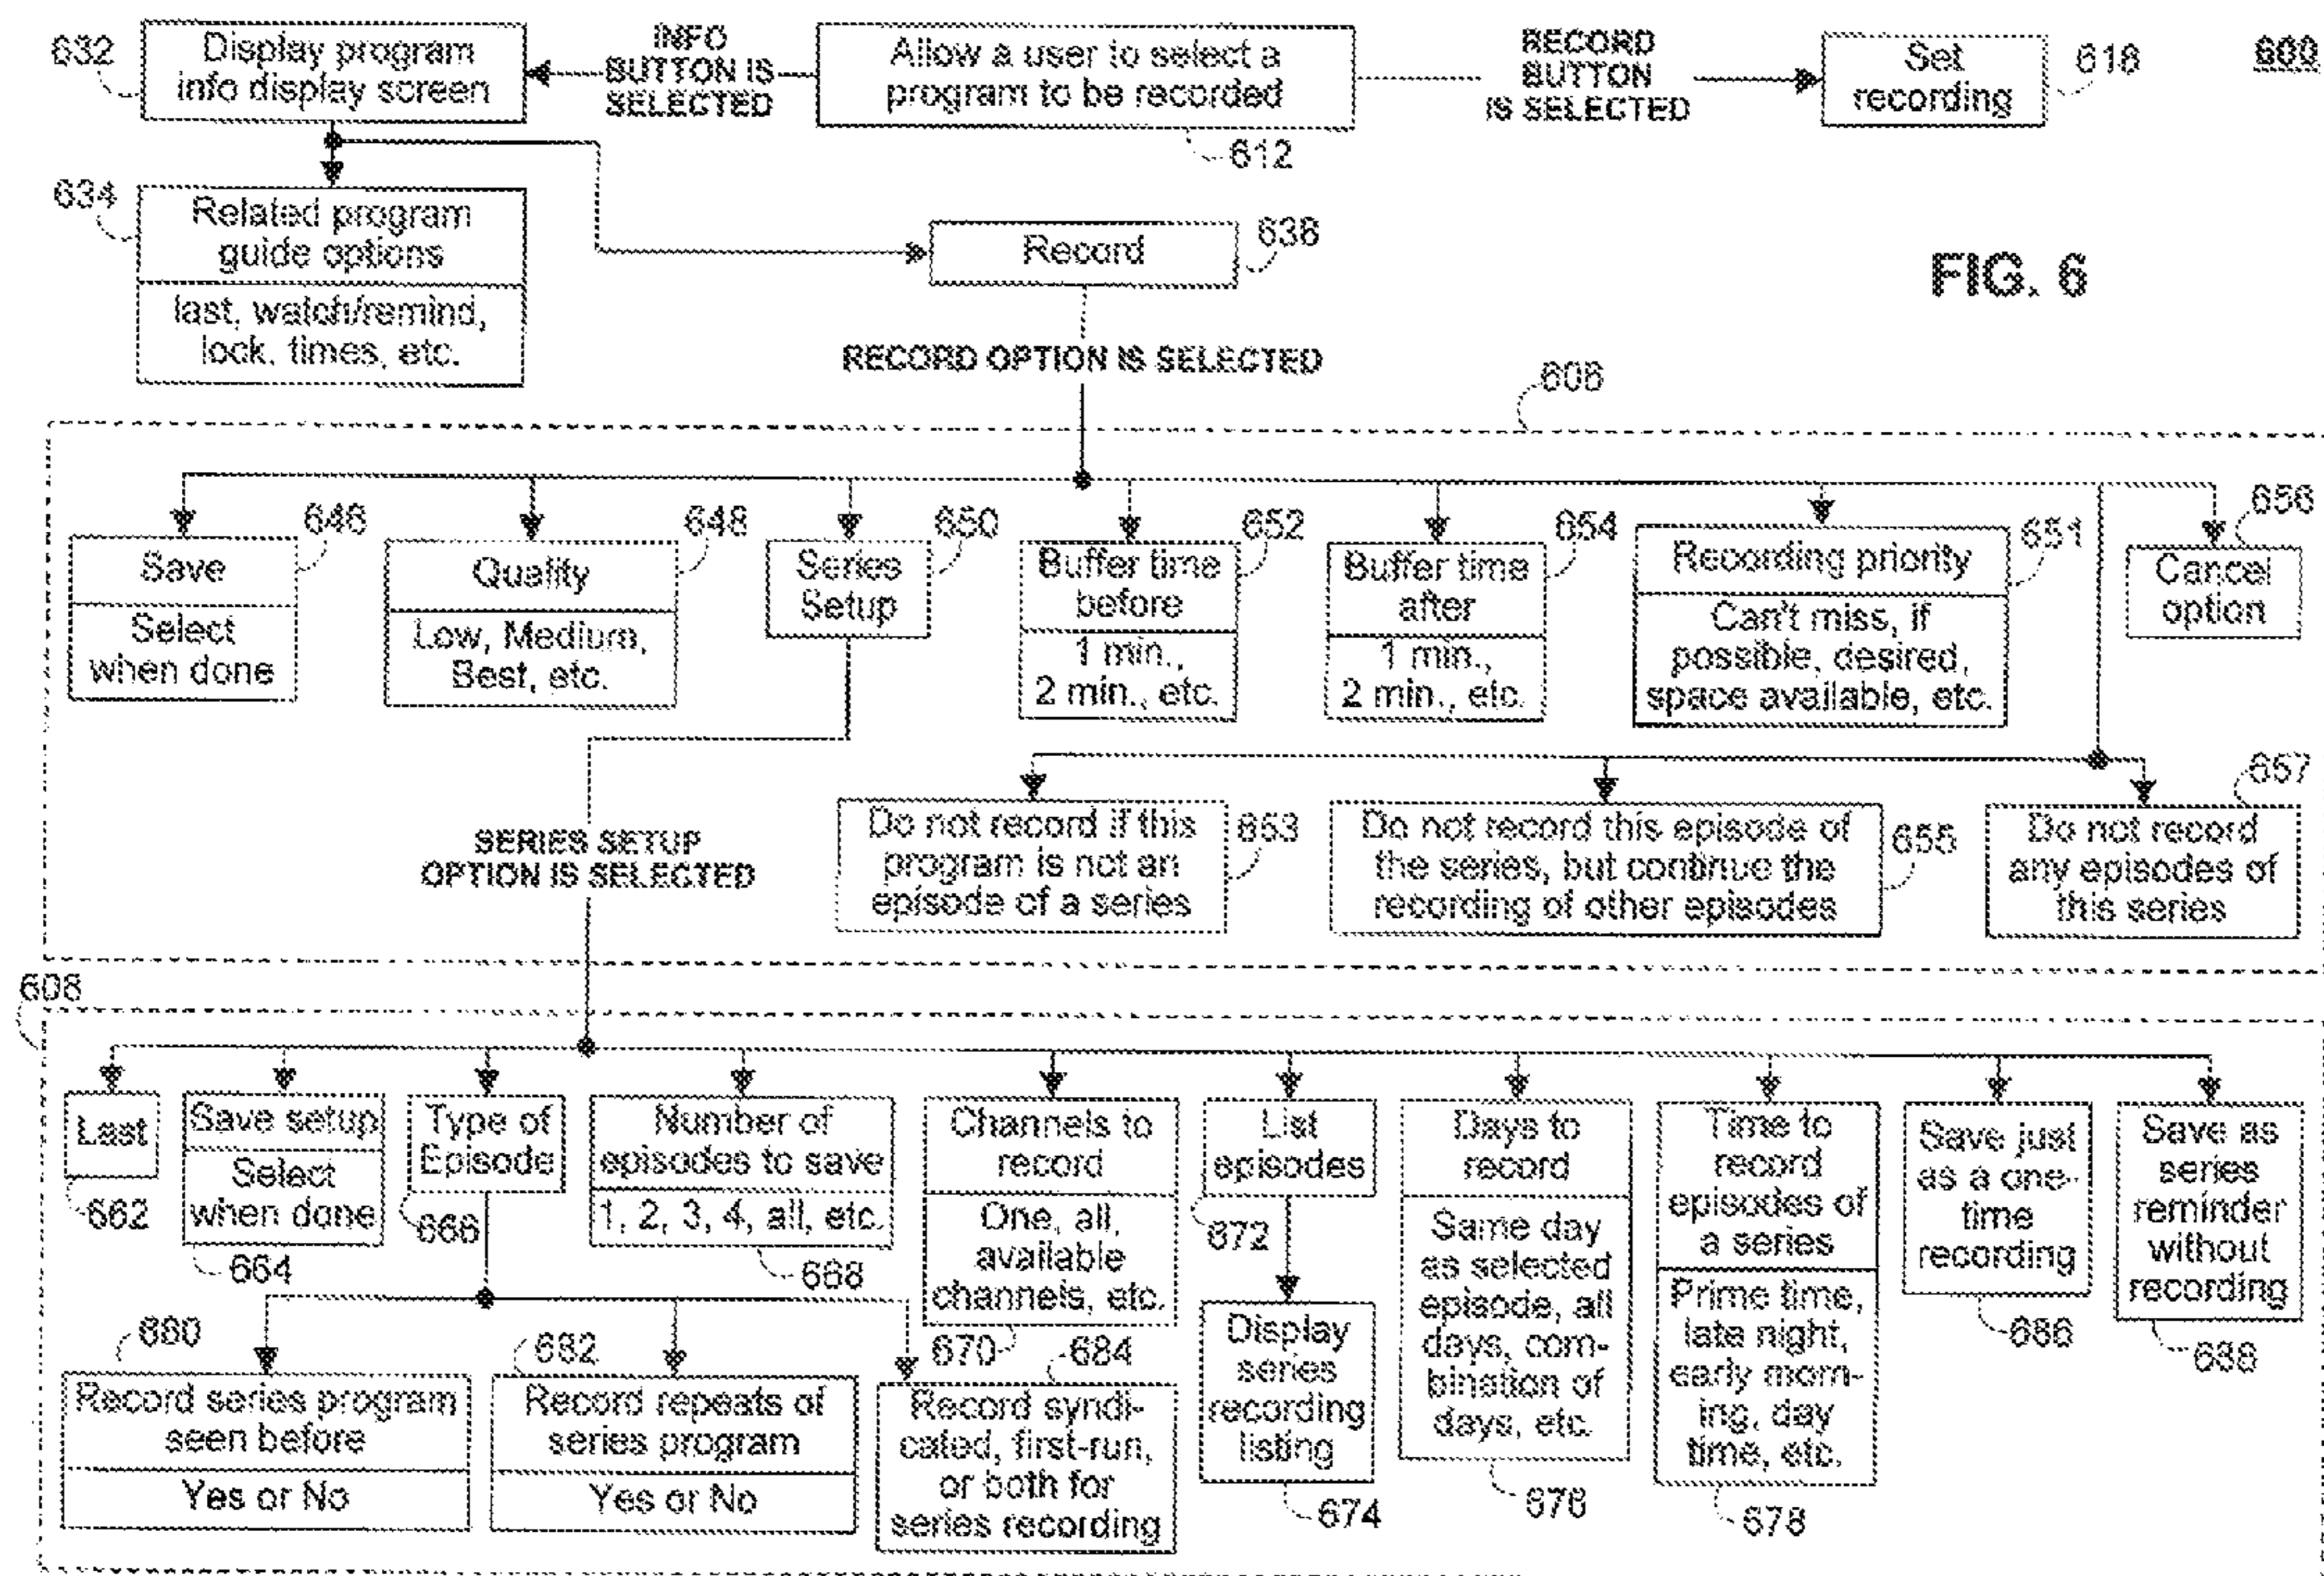 632
Display program
info display screen
INFO
BUTTON IS
SELECTED
Allow a user to select a
program to be recorded
612
RECORD
BUTTON
IS SELECTED
Set
recording
618
600
634
Related program
guide options
last, watch/remind,
lock, times, etc.
Record
638
FIG. 6
RECORD OPTION IS SELECTED
606
Save
Select
when done
646
Quality
Low, Medium,
Best, etc.
648
Series
Setup
650
Buffer time
before
1 min.,
2 min., etc.
652
Buffer time
after
1 min.,
2 min., etc.
654
Recording priority
Can't miss, if
possible, desired,
space available, etc.
651
656
Cancel
option
SERIES SETUP
OPTION IS SELECTED
Do not record if this
program is not an
episode of a series
653
Do not record this episode of
the series, but continue the
recording of other episodes
655
657
Do not record
any episodes of
this series
608
Last
662
Save setup
Select
when done
664
Type of
Episode
666
Number of
episodes to save
1, 2, 3, 4, all, etc.
668
Channels to
record
One, all,
available
channels, etc.
670
List
episodes
672
Display
series
recording
listing
674
Days to
record
Same day
as selected
episode, all
days, com-
bination of
days, etc.
676
Time to
record
episodes of
a series
Prime time,
late night,
early morn-
ing, day
time, etc.
678
Save just
as a one-
time
recording
686
Save as
series
reminder
without
recording
688
680
Record series program
seen before
Yes or No
682
Record repeats of
series program
Yes or No
684
Record syndi-
cated, first-run,
or both for
series recording